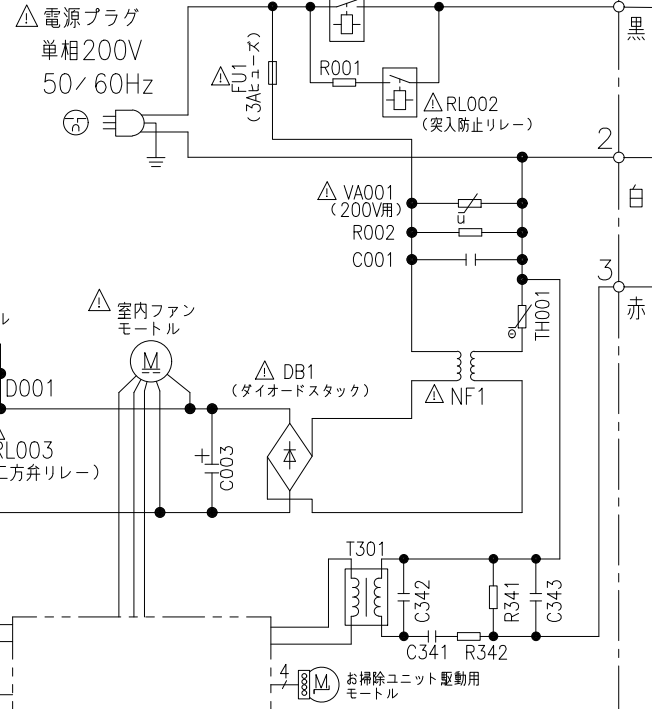 ⚠ 電源プラグ
単相200V
50/60Hz
黒
FU1
(3Aヒューズ)
R001
⚠ RL002
(突入防止リレー)
2
白
⚠ VA001
(200V用)
u
R002
C001
3
赤
TH001
Θ
⚠ 室内ファン
モートル
M
ル
D001
RL003
二方弁リレー)
⚠ DB1
(ダイオードスタック)
⚠ NF1
+
C003
T301
C342
R341
C343
C341
R342
4
M
お掃除ユニット駆動用
モートル